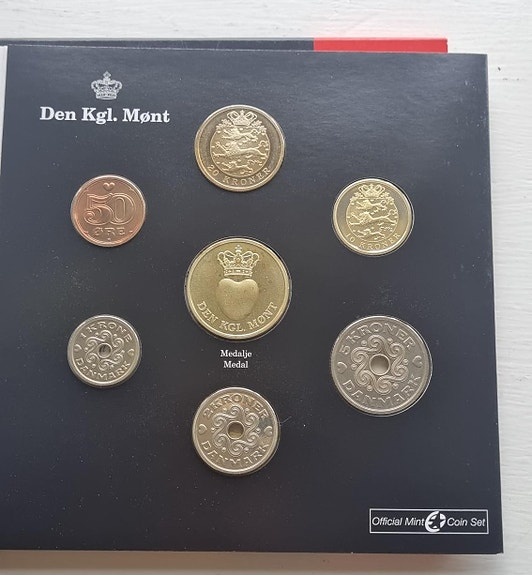 Den Kgl. Mønt
20 KRONER
50
ØRE
10 KRONER
DEN KGL. MØNT
Medalje
Medal
1 KRONE
DANMARK
5 KRONER
DANMARK
2 KRONER
DANMARK
Official Mint Coin Set